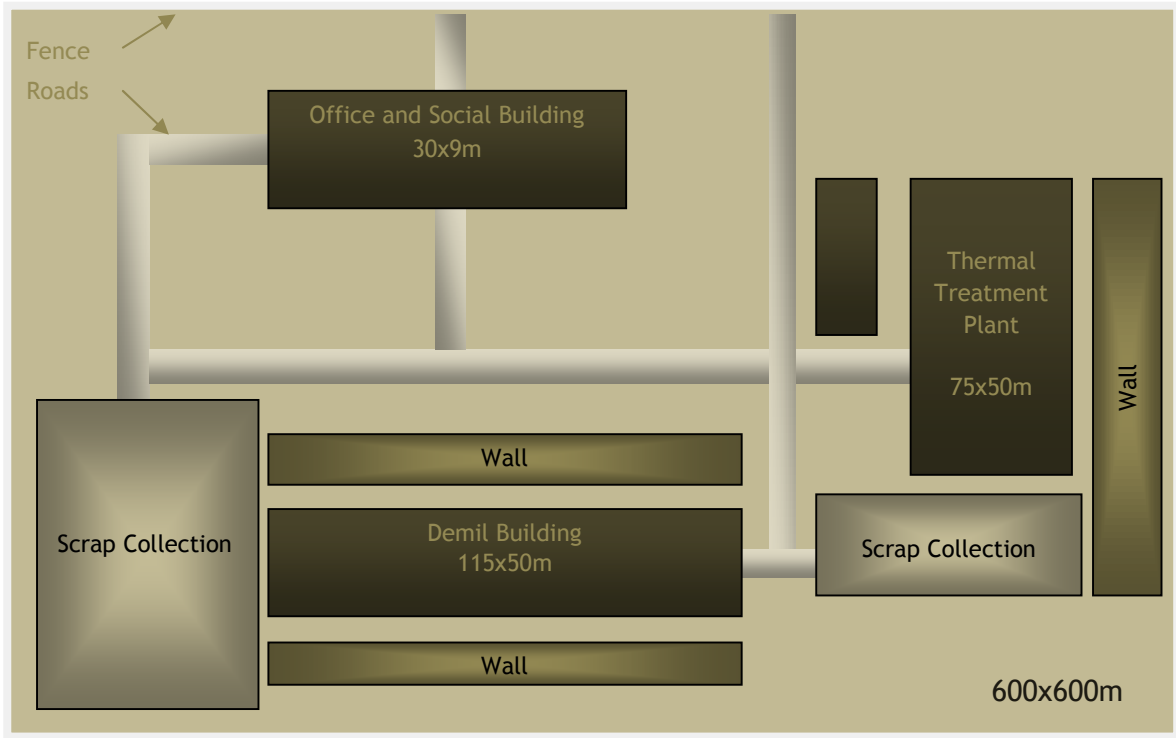 Fence
Roads
Office and Social Building
30x9m
Thermal
Treatment
Plant
75x50m
Wall
Wall
Scrap Collection
Demil Building
115x50m
Scrap Collection
Wall
600x600m